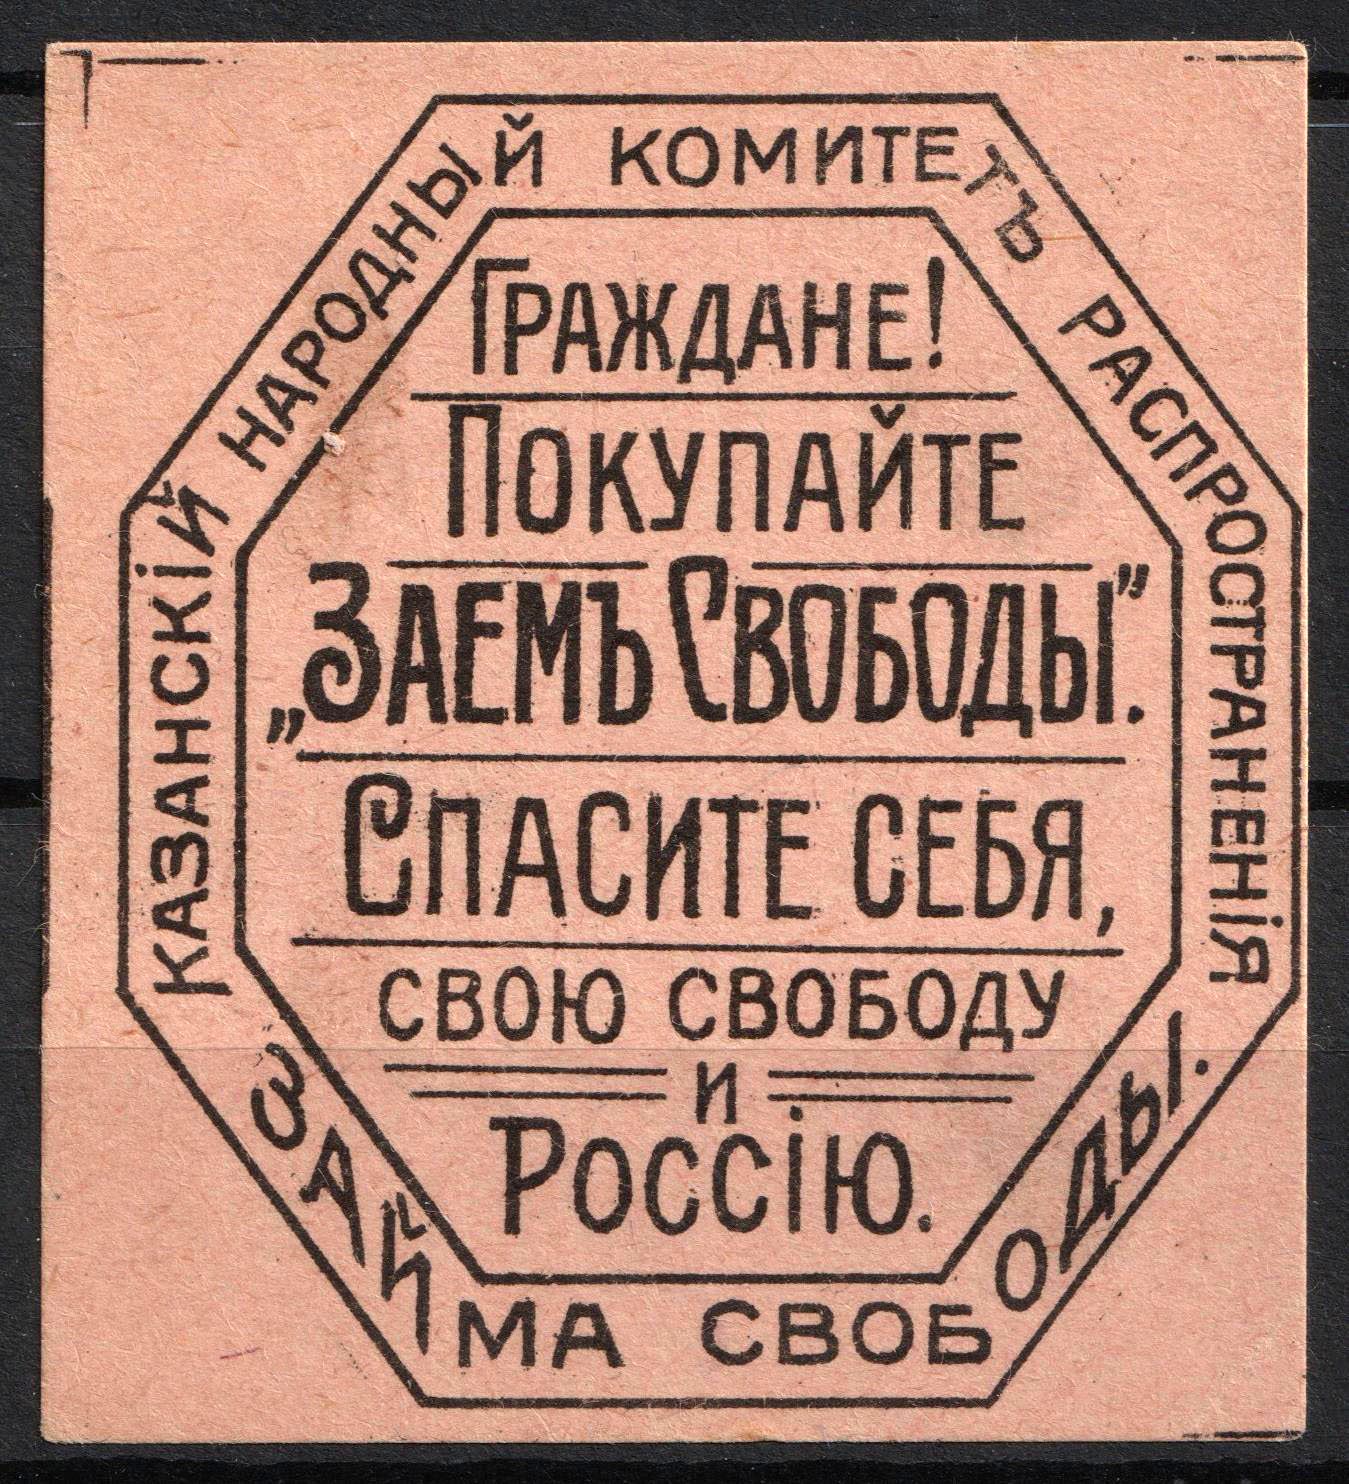 КАЗАНСКІЙ НАРОДНЫЙ КОМИТЕТЪ РАСПРОСТРАНЕНІЯ
ЗАЙМА СВОБОДЫ.
ГРАЖДАНЕ!
ПОКУПАЙТЕ
„ЗАЕМЪ СВОБОДЫ".
СПАСИТЕ СЕБЯ,
СВОЮ СВОБОДУ
И
РОССІЮ.